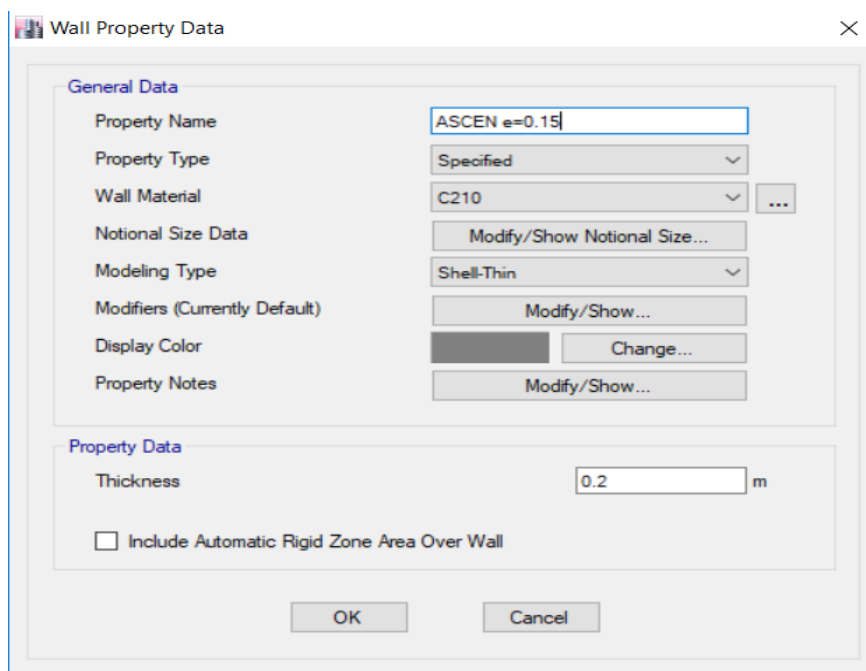 Wall Property Data
General Data
Property Name ASCEN e=0.15
Property Type Specified
Wall Material C210 ...
Notional Size Data Modify/Show Notional Size...
Modeling Type Shell-Thin
Modifiers (Currently Default) Modify/Show...
Display Color Change...
Property Notes Modify/Show...
Property Data
Thickness 0.2 m
Include Automatic Rigid Zone Area Over Wall
OK Cancel